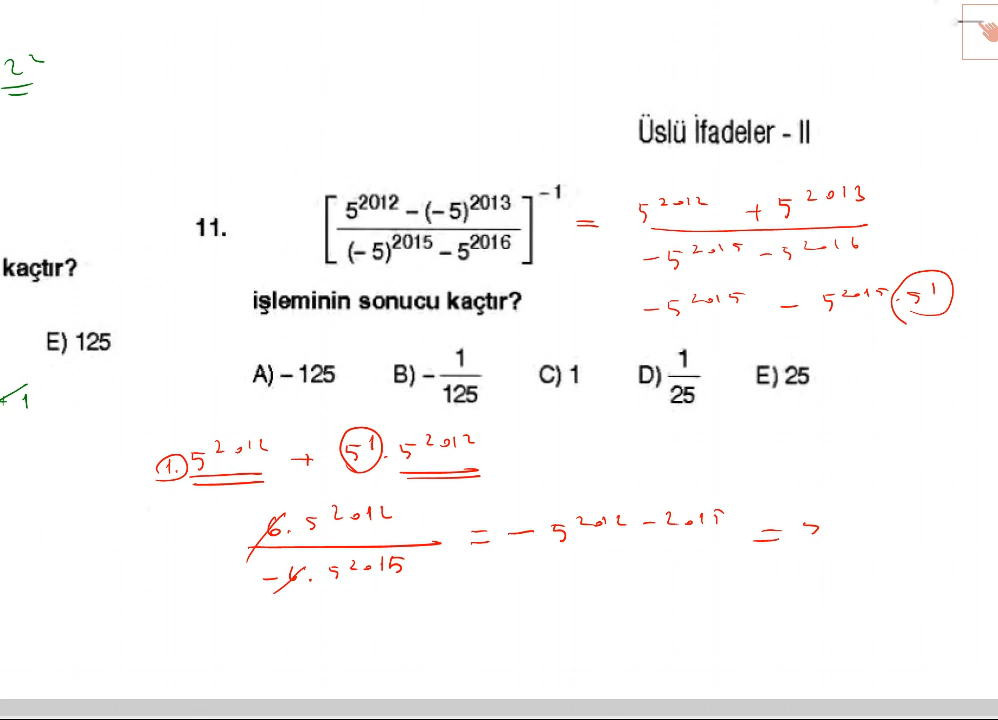 2²
Üslü İfadeler - II
kaçtır?
E) 125
+ 1
11. [ (5^2012 – (– 5)^2013) / ((– 5)^2015 – 5^2016) ]^–1 = (5^2012 + 5^2013) / (– 5^2015 – 5^2016)
– 5^2015 – 5^2015 . 5^1
işleminin sonucu kaçtır?
A) – 125 B) – 1/125 C) 1 D) 1/25 E) 25
1. 5^2012 + 5^1 . 5^2012
(6. 5^2012) / (– 6. 5^2015) = – 5^2012 – 2015 =